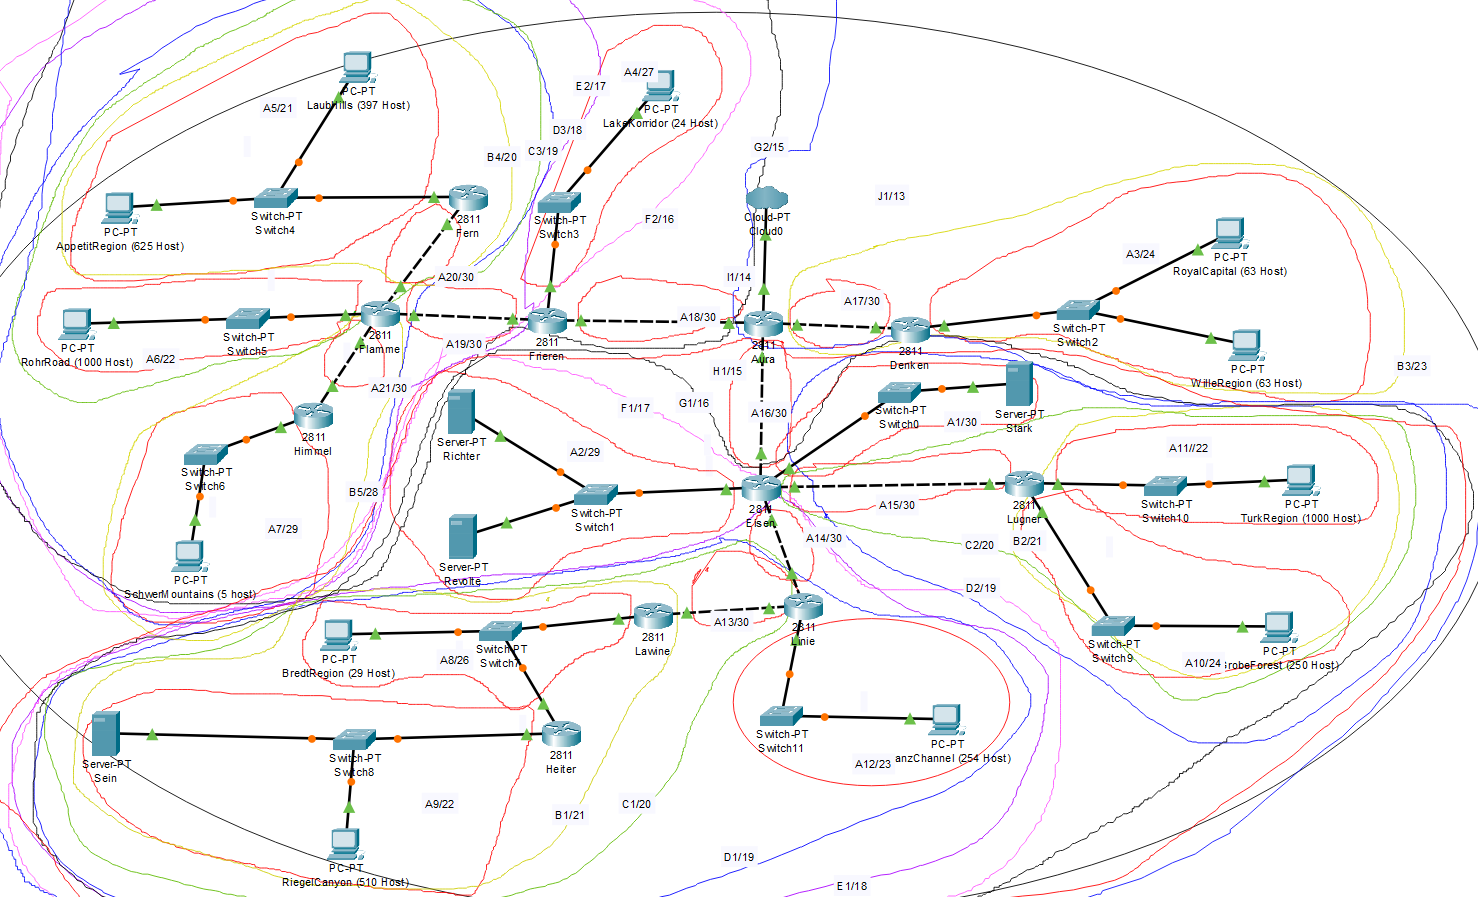 PC-PT
LaubHills (397 Host)
A5/21
E2/17
A4/27
PC-PT
LakeKorridor (24 Host)
D3/18
C3/19
B4/20
G2/15
J1/13
Cloud-PT
Cloud0
Switch-PT
Switch4
2811
Fern
Switch-PT
Switch3
F2/16
PC-PT
AppetitRegion (625 Host)
A3/24
PC-PT
RoyalCapital (63 Host)
A20/30
I1/14
A17/30
A18/30
Switch-PT
Switch2
Switch-PT
Switch5
2811
Flamme
2811
Frieren
2811
Aura
2811
Denken
PC-PT
RohrRoad (1000 Host)
A6/22
A19/30
A21/30
H1/15
PC-PT
WilleRegion (63 Host)
B3/23
F1/17
G1/16
A16/30
Switch-PT
Switch0
A1/30
Server-PT
Stark
2811
Himmel
Server-PT
Richter
A2/29
A11//22
Switch-PT
Switch6
B5/28
Switch-PT
Switch1
2811
Eisen
A15/30
2811
Lugner
Switch-PT
Switch10
PC-PT
TurkRegion (1000 Host)
A7/29
A14/30
C2/20
B2/21
Server-PT
Revolte
PC-PT
SchwerMountains (5 host)
D2/19
A13/30
2811
Lawine
2811
Linie
Switch-PT
Switch7
A8/26
PC-PT
BredtRegion (29 Host)
Switch-PT
Switch9
A10/24
PC-PT
robeForest (250 Host)
Switch-PT
Switch11
PC-PT
anzChannel (254 Host)
A12/23
2811
Heiter
Server-PT
Sein
Switch-PT
Switch8
A9/22
B1/21
C1/20
D1/19
E1/18
PC-PT
RiegelCanyon (510 Host)